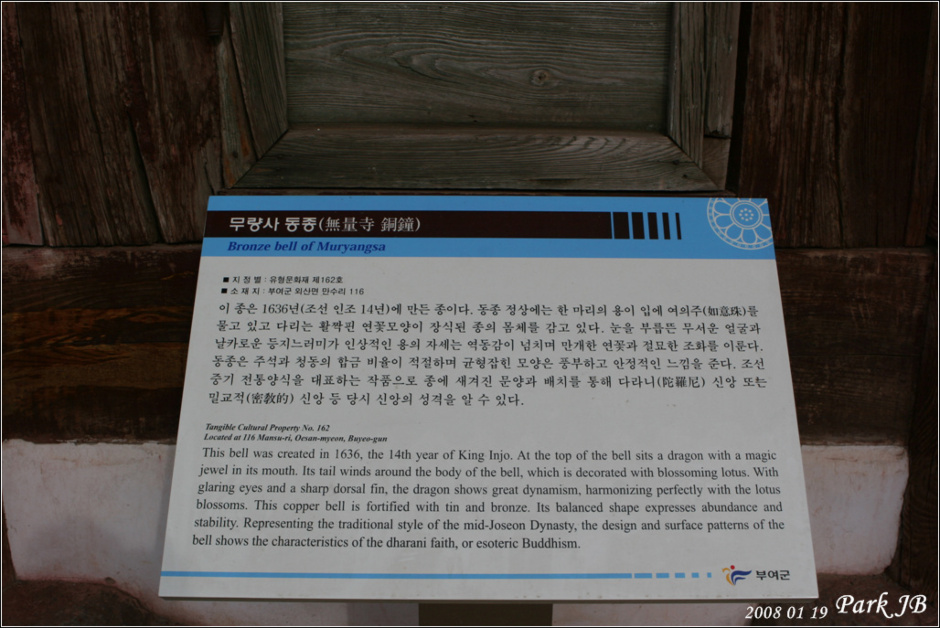 무량사 동종(無量寺 銅鐘)
Bronze bell of Muryangsa
■ 지 정 별 : 유형문화재 제162호
■ 소 재 지 : 부여군 외산면 만수리 116
이 종은 1636년(조선 인조 14년)에 만든 종이다. 동종 정상에는 한 마리의 용이 입에 여의주(如意珠)를
물고 있고 다리는 활짝핀 연꽃모양이 장식된 종의 몸체를 감고 있다. 눈을 부릅뜬 무서운 얼굴과
날카로운 등지느러미가 인상적인 용의 자세는 역동감이 넘치며 만개한 연꽃과 절묘한 조화를 이룬다.
동종은 주석과 청동의 합금 비율이 적절하며 균형잡힌 모양은 풍부하고 안정적인 느낌을 준다. 조선
중기 전통양식을 대표하는 작품으로 종에 새겨진 문양과 배치를 통해 다라니(陀羅尼) 신앙 또는
밀교적(密敎的) 신앙 등 당시 신앙의 성격을 알 수 있다.
Tangible Cultural Property No. 162
Located at 116 Mansu-ri, Oesan-myeon, Buyeo-gun
This bell was created in 1636, the 14th year of King Injo. At the top of the bell sits a dragon with a magic
jewel in its mouth. Its tail winds around the body of the bell, which is decorated with blossoming lotus. With
glaring eyes and a sharp dorsal fin, the dragon shows great dynamism, harmonizing perfectly with the lotus
blossoms. This copper bell is fortified with tin and bronze. Its balanced shape expresses abundance and
stability. Representing the traditional style of the mid-Joseon Dynasty, the design and surface patterns of the
bell shows the characteristics of the dharani faith, or esoteric Buddhism.
부여군
2008 01 19 Park JB